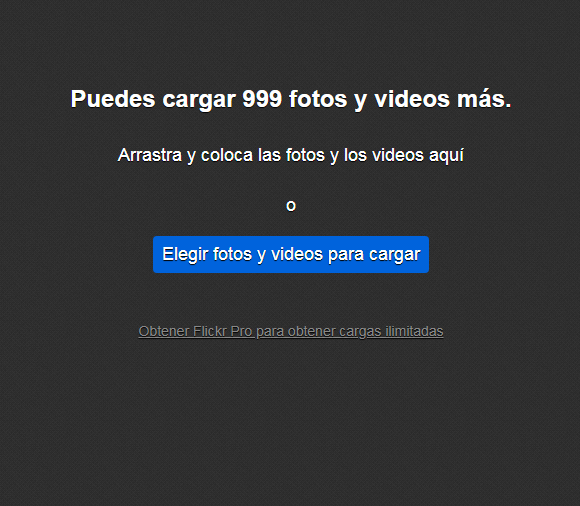 Puedes cargar 999 fotos y videos más.
Arrastra y coloca las fotos y los videos aquí
o
Elegir fotos y videos para cargar
Obtener Flickr Pro para obtener cargas ilimitadas